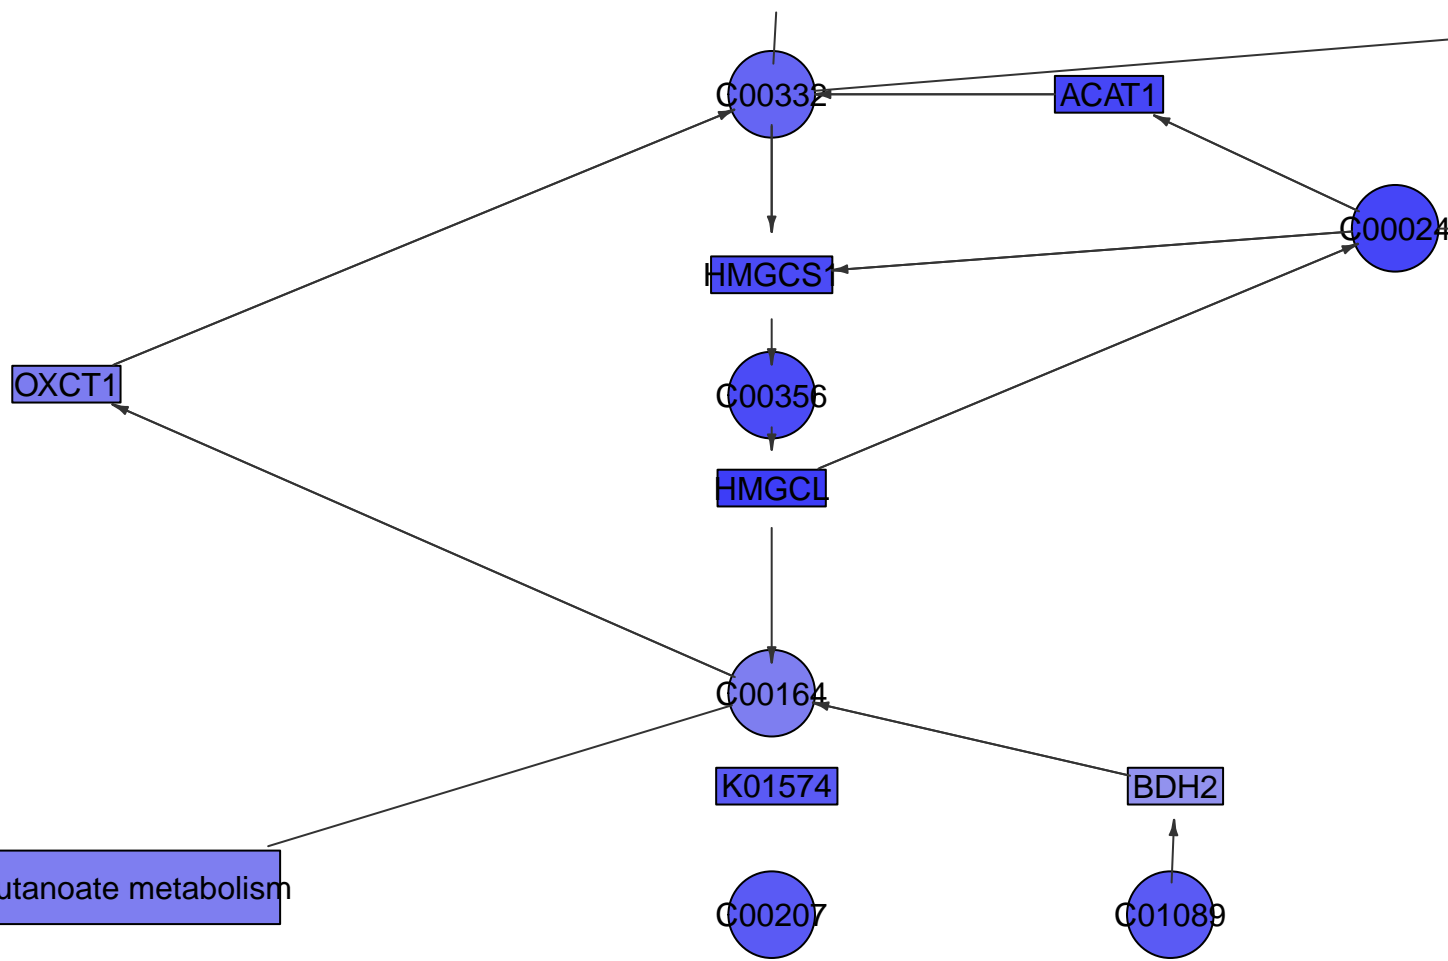 C00332
ACAT1
C00024
HMGCS1
OXCT1
C00356
HMGCL
C00164
K01574
BDH2
utanoate metabolism
C00207
C01089